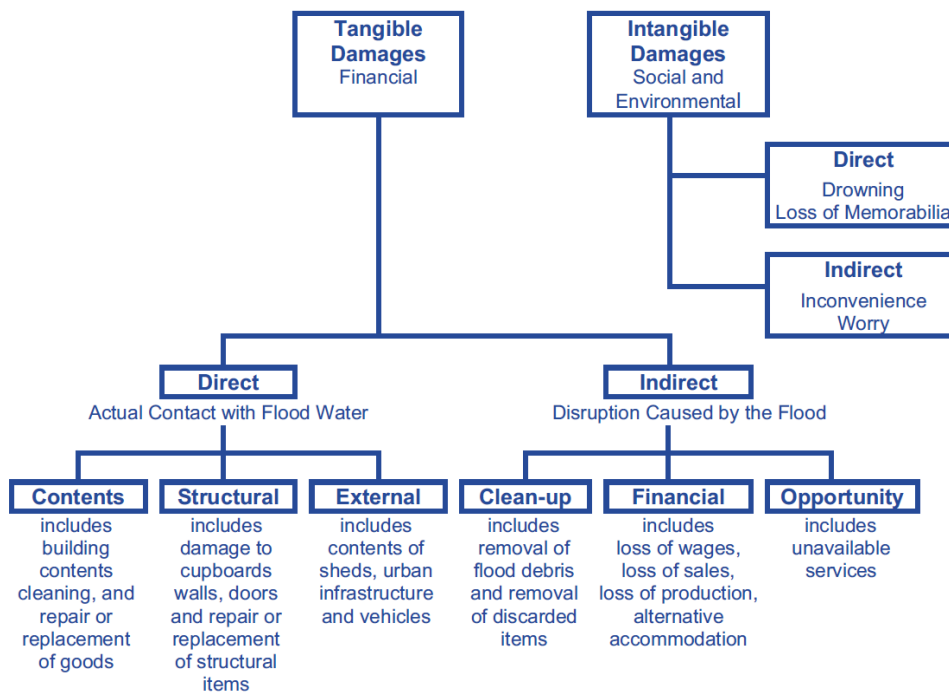 Tangible
Damages
Financial
Intangible
Damages
Social and
Environmental
Direct
Drowning
Loss of Memorabilia
Indirect
Inconvenience
Worry
Direct
Actual Contact with Flood Water
Indirect
Disruption Caused by the Flood
Contents
includes
building
contents
cleaning, and
repair or
replacement
of goods
Structural
includes
damage to
cupboards
walls, doors
and repair or
replacement
of structural
items
External
includes
contents of
sheds, urban
infrastructure
and vehicles
Clean-up
includes
removal of
flood debris
and removal
of discarded
items
Financial
includes
loss of wages,
loss of sales,
loss of production,
alternative
accommodation
Opportunity
includes
unavailable
services